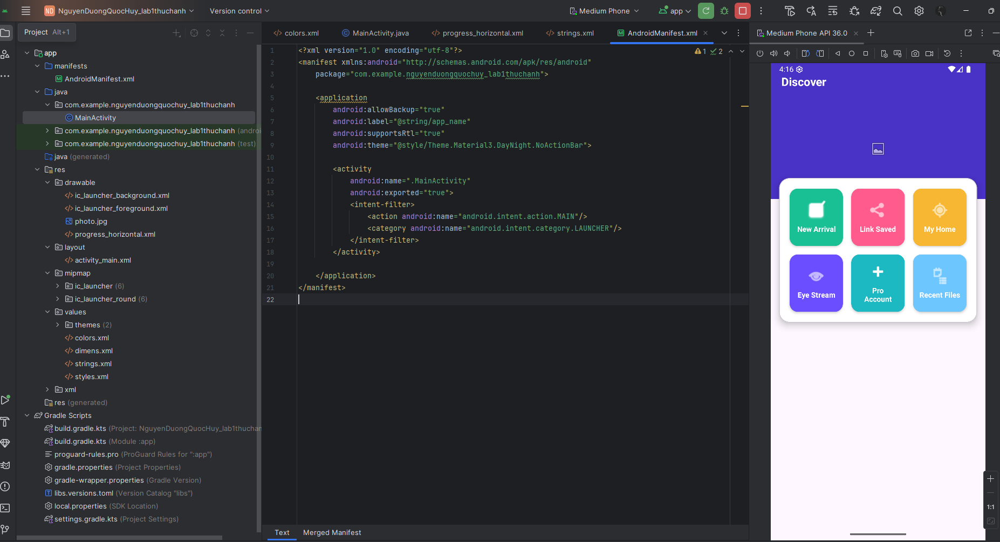 ND NguyenDuongQuocHuy_lab1thuchanh
Version control
Medium Phone
app
Project Alt+1
app
manifests
AndroidManifest.xml
java
com.example.nguyenduongquochuy_lab1thuchanh
MainActivity
com.example.nguyenduongquochuy_lab1thuchanh (androi
com.example.nguyenduongquochuy_lab1thuchanh (test)
java (generated)
res
drawable
ic_launcher_background.xml
ic_launcher_foreground.xml
photo.jpg
progress_horizontal.xml
layout
activity_main.xml
mipmap
ic_launcher (6)
ic_launcher_round (6)
values
themes (2)
colors.xml
dimens.xml
strings.xml
styles.xml
xml
res (generated)
Gradle Scripts
build.gradle.kts (Project: NguyenDuongQuocHuy_lab1thuchan
build.gradle.kts (Module :app)
proguard-rules.pro (ProGuard Rules for ":app")
gradle.properties (Project Properties)
gradle-wrapper.properties (Gradle Version)
libs.versions.toml (Version Catalog "libs")
local.properties (SDK Location)
settings.gradle.kts (Project Settings)
colors.xml
MainActivity.java
progress_horizontal.xml
strings.xml
AndroidManifest.xml
1 2
1 <?xml version="1.0" encoding="utf-8"?>
2 <manifest xmlns:android="http://schemas.android.com/apk/res/android"
3 package="com.example.nguyenduongquochuy_lab1thuchanh">
4
5 <application
6 android:allowBackup="true"
7 android:label="@string/app_name"
8 android:supportsRtl="true"
9 android:theme="@style/Theme.Material3.DayNight.NoActionBar">
10
11 <activity
12 android:name=".MainActivity"
13 android:exported="true">
14 <intent-filter>
15 <action android:name="android.intent.action.MAIN"/>
16 <category android:name="android.intent.category.LAUNCHER"/>
17 </intent-filter>
18 </activity>
19
20 </application>
21 </manifest>
22
Text
Merged Manifest
Medium Phone API 36.0
4:16
Discover
New Arrival
Link Saved
My Home
Eye Stream
Pro
Account
Recent Files
1:1